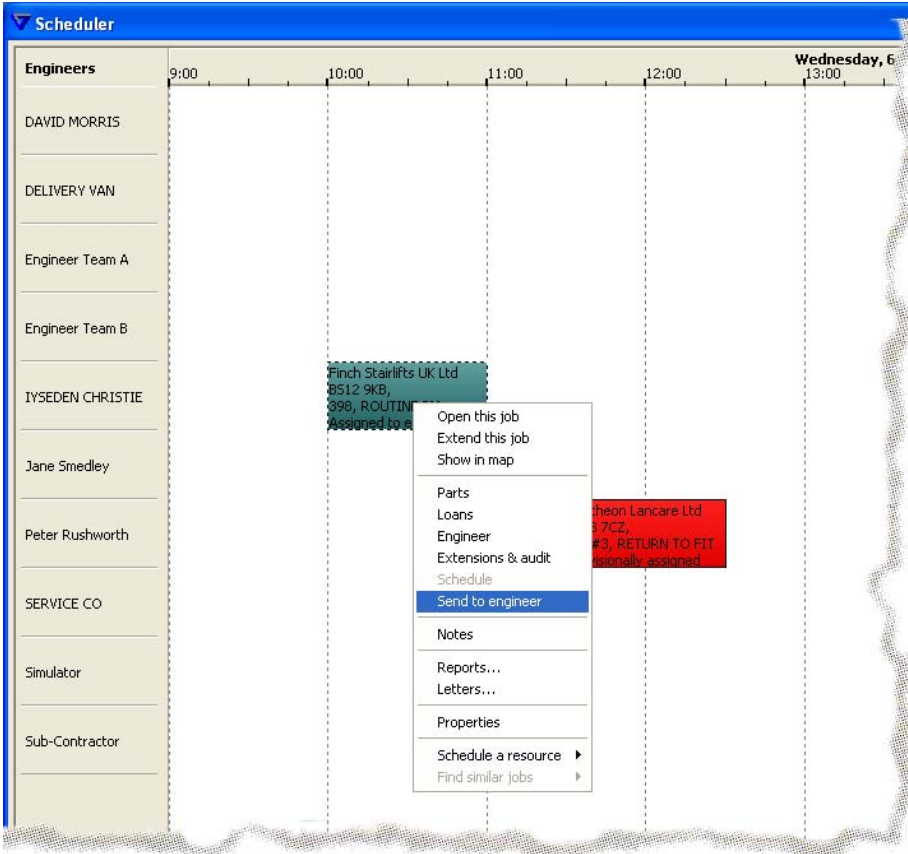 Scheduler
Engineers
Wednesday, 6
9:00 10:00 11:00 12:00 13:00
DAVID MORRIS
DELIVERY VAN
Engineer Team A
Engineer Team B
IYSEDEN CHRISTIE
Jane Smedley
Peter Rushworth
SERVICE CO
Simulator
Sub-Contractor
Finch Stairlifts UK Ltd
BS12 9KB,
398,
Assigned to
Open this job
Extend this job
Show in map
Parts
Loans
Engineer
Extensions & audit
Schedule
Send to engineer
Notes
Reports...
Letters...
Properties
Schedule a resource
Find similar jobs
Lancare Ltd
7CZ,
#3, RETURN TO FIT
assigned